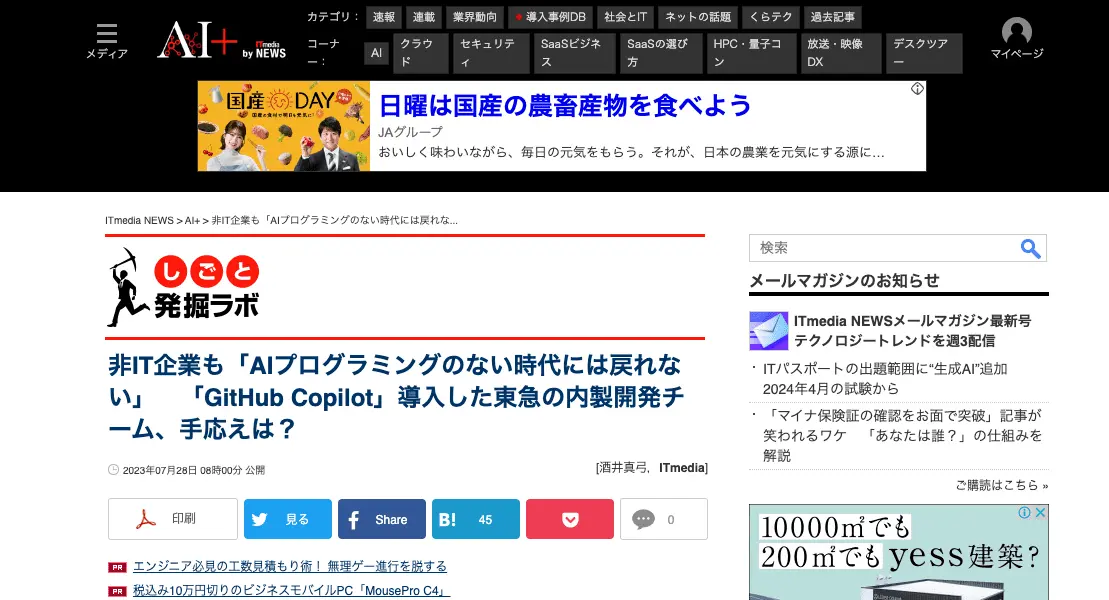 メディア
AI+ by ITmedia NEWS
カテゴリ： 速報 連載 業界動向 導入事例DB 社会とIT ネットの話題 くらテク 過去記事
コーナー： AI クラウド セキュリティ SaaSビジネス SaaSの選び方 HPC・量子コンピューティング 放送・映像DX デスクツアー
マイページ
国産DAY
日曜は国産の農畜産物を食べよう
JAグループ
おいしく味わいながら、毎日の元気をもらう。それが、日本の農業を元気にする源に…
ITmedia NEWS > AI+ > 非IT企業も「AIプログラミングのない時代には戻れな...
しごと
発掘ラボ
非IT企業も「AIプログラミングのない時代には戻れな
い」　「GitHub Copilot」導入した東急の内製開発チ
ーム、手応えは？
2023年07月28日 08時00分 公開
[酒井真弓，ITmedia]
印刷 見る Share B! 45 0
PR エンジニア必見の工数見積もり術！ 無理ゲー進行を脱する
PR 税込み10万円切りのビジネスモバイルPC「MousePro C4」
検索
メールマガジンのお知らせ
ITmedia NEWSメールマガジン最新号
テクノロジートレンドを週3配信
・ITパスポートの出題範囲に“生成AI”追加
2024年4月の試験から
・「マイナ保険証の確認をお面で突破」記事が
笑われるワケ　「あなたは誰？」の仕組みを
解説
ご購読はこちら »
10000㎡でも
200㎡でも yess建築?